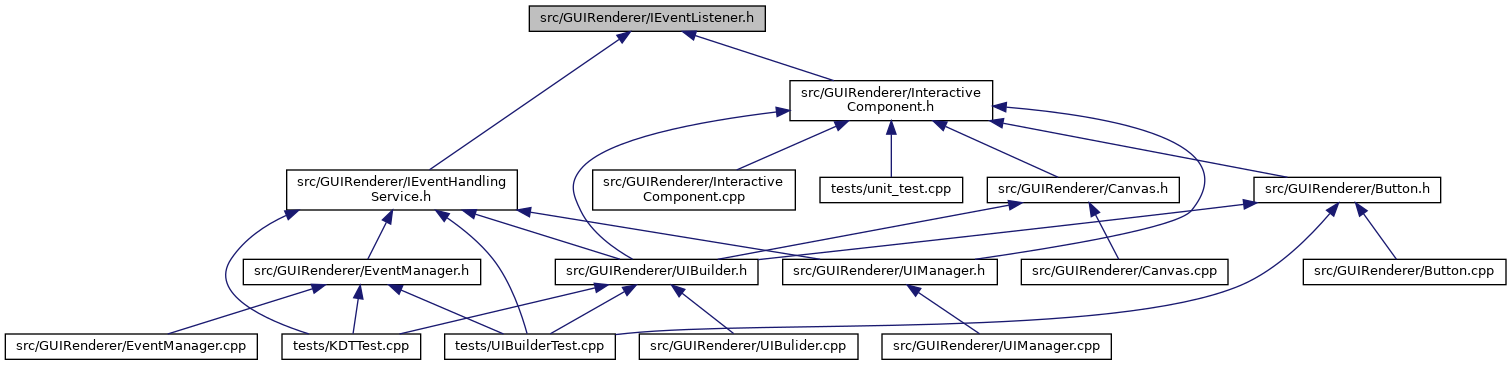 src/GUIRenderer/IEventListener.h
src/GUIRenderer/Interactive
Component.h
src/GUIRenderer/IEventHandling
Service.h
src/GUIRenderer/Interactive
Component.cpp
tests/unit_test.cpp
src/GUIRenderer/Canvas.h
src/GUIRenderer/Button.h
src/GUIRenderer/EventManager.h
src/GUIRenderer/UIBuilder.h
src/GUIRenderer/UIManager.h
src/GUIRenderer/Canvas.cpp
src/GUIRenderer/Button.cpp
src/GUIRenderer/EventManager.cpp
tests/KDTTest.cpp
tests/UIBuilderTest.cpp
src/GUIRenderer/UIBulider.cpp
src/GUIRenderer/UIManager.cpp